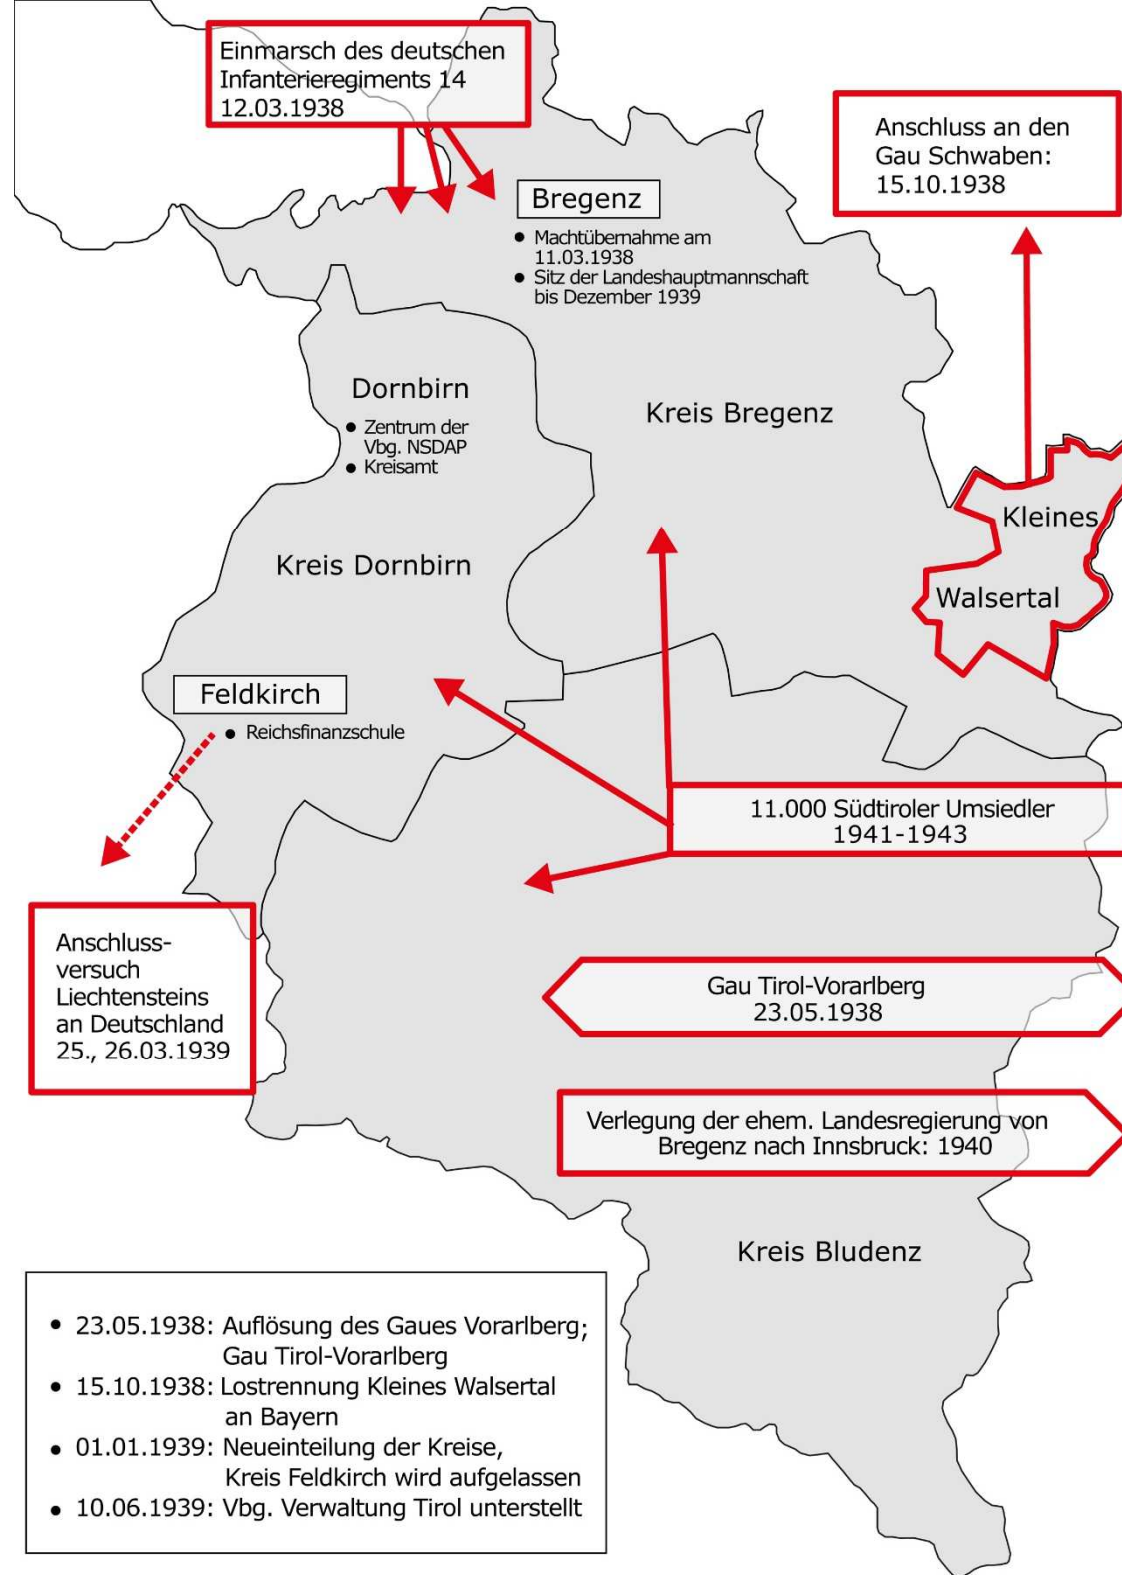 Einmarsch des deutschen
Infanterieregiments 14
12.03.1938
Anschluss an den
Gau Schwaben:
15.10.1938
Bregenz
• Machtübernahme am
11.03.1938
• Sitz der Landeshauptmannschaft
bis Dezember 1939
Dornbirn
• Zentrum der
Vbg. NSDAP
• Kreisamt
Kreis Bregenz
Kleines
Walsertal
Kreis Dornbirn
Feldkirch
• Reichsfinanzschule
11.000 Südtiroler Umsiedler
1941-1943
Anschluss-
versuch
Liechtensteins
an Deutschland
25., 26.03.1939
Gau Tirol-Vorarlberg
23.05.1938
Verlegung der ehem. Landesregierung von
Bregenz nach Innsbruck: 1940
Kreis Bludenz
• 23.05.1938: Auflösung des Gaues Vorarlberg;
Gau Tirol-Vorarlberg
• 15.10.1938: Lostrennung Kleines Walsertal
an Bayern
• 01.01.1939: Neueinteilung der Kreise,
Kreis Feldkirch wird aufgelassen
• 10.06.1939: Vbg. Verwaltung Tirol unterstellt